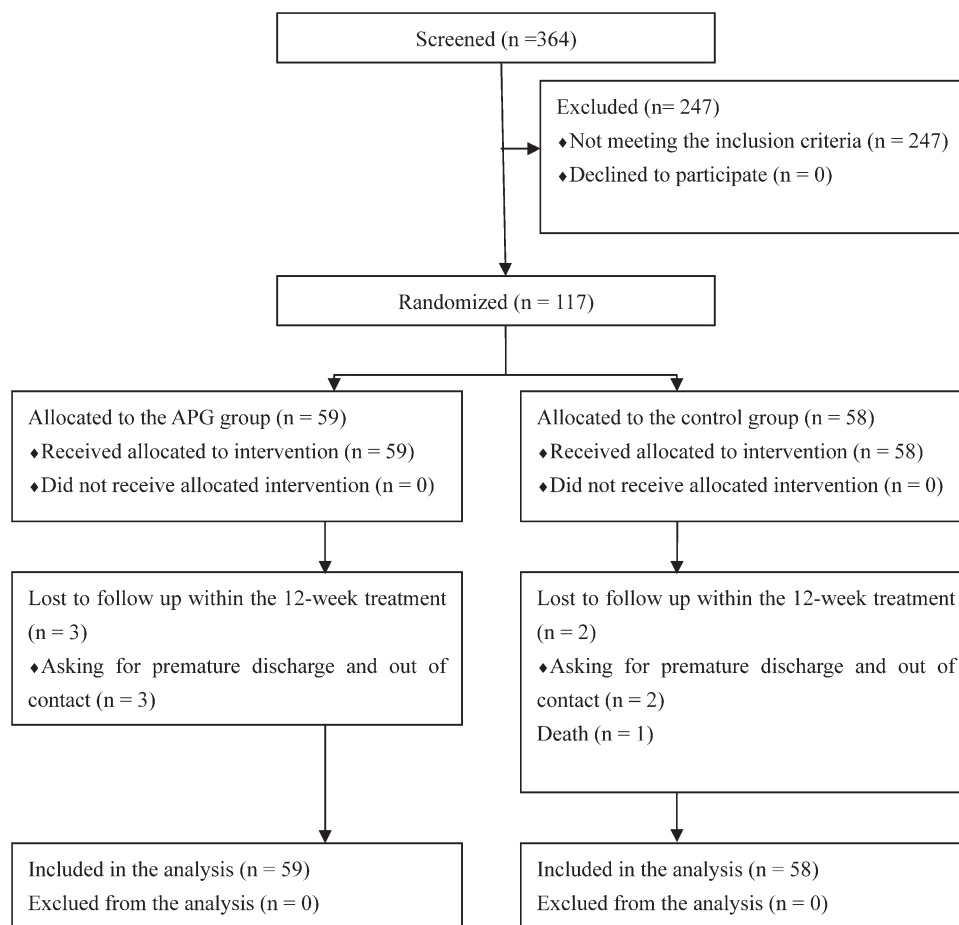 Screened (n =364)
Excluded (n= 247)
♦Not meeting the inclusion criteria (n = 247)
♦Declined to participate (n = 0)
Randomized (n = 117)
Allocated to the APG group (n = 59)
♦Received allocated to intervention (n = 59)
♦Did not receive allocated intervention (n = 0)
Allocated to the control group (n = 58)
♦Received allocated to intervention (n = 58)
♦Did not receive allocated intervention (n = 0)
Lost to follow up within the 12-week treatment
(n = 3)
♦Asking for premature discharge and out of
contact (n = 3)
Lost to follow up within the 12-week treatment
(n = 2)
♦Asking for premature discharge and out of
contact (n = 2)
Death (n = 1)
Included in the analysis (n = 59)
Exclued from the analysis (n = 0)
Included in the analysis (n = 58)
Exclued from the analysis (n = 0)